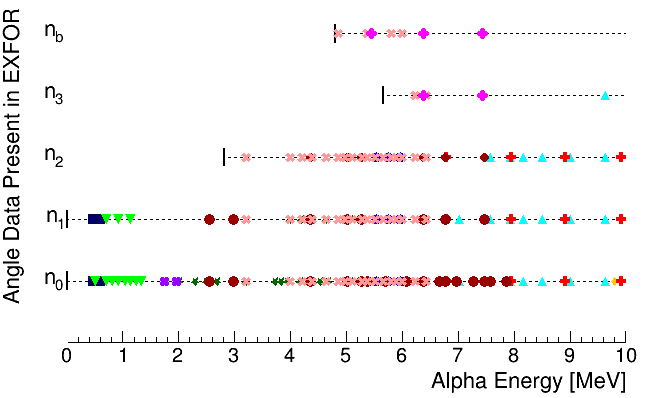 Angle Data Present in EXFOR
n_b
n_3
n_2
n_1
n_0
0 1 2 3 4 5 6 7 8 9 10
Alpha Energy [MeV]